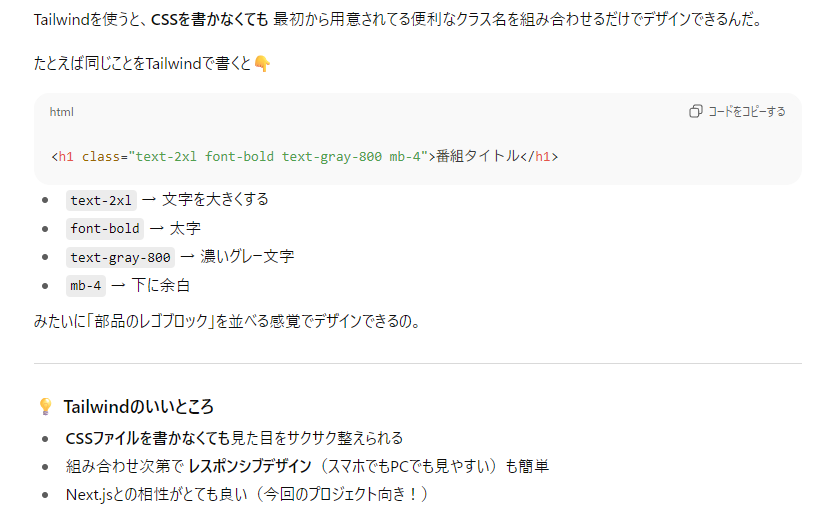 Tailwindを使うと、CSSを書かなくても 最初から用意されてる便利なクラス名を組み合わせるだけでデザインできるんだ。
たとえば同じことをTailwindで書くと👇
html
コードをコピーする
<h1 class="text-2xl font-bold text-gray-800 mb-4">番組タイトル</h1>
• text-2xl → 文字を大きくする
• font-bold → 太字
• text-gray-800 → 濃いグレー文字
• mb-4 → 下に余白
みたいに「部品のレゴブロック」を並べる感覚でデザインできるの。
💡 Tailwindのいいところ
• CSSファイルを書かなくても見た目をサクサク整えられる
• 組み合わせ次第で レスポンシブデザイン（スマホでもPCでも見やすい）も簡単
• Next.jsとの相性がとても良い（今回のプロジェクト向き！）